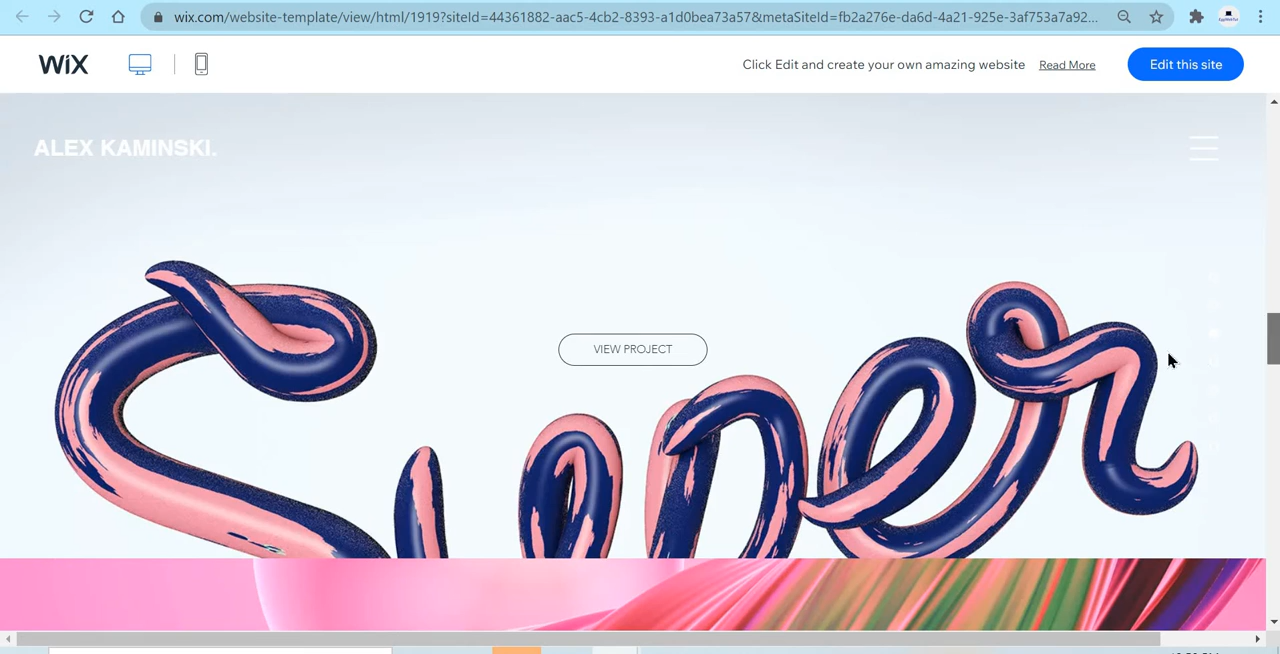 wix.com/website-template/view/html/1919?siteId=44361882-aac5-4cb2-8393-a1d0bea73a57&metaSiteId=fb2a276e-da6d-4a21-925e-3af753a7a92...
WiX
Click Edit and create your own amazing website Read More Edit this site
ALEX KAMINSKI.
VIEW PROJECT
Super